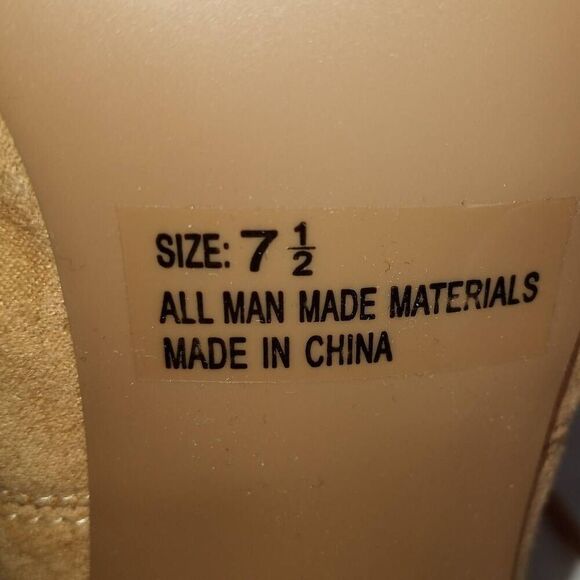 SIZE: 7 ½
ALL MAN MADE MATERIALS
MADE IN CHINA